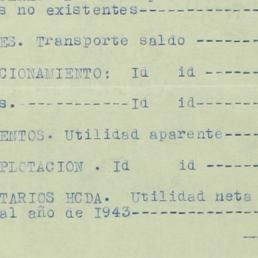 s no existentes-----
ES. Transporte saldo ------
CIONAMIENTO: Id id ------
s. ------------Id id------
ENTOS. Utilidad aparente----
PLOTACION . Id id ------
TARIOS HCDA. Utilidad neta
al año de 1943-------------